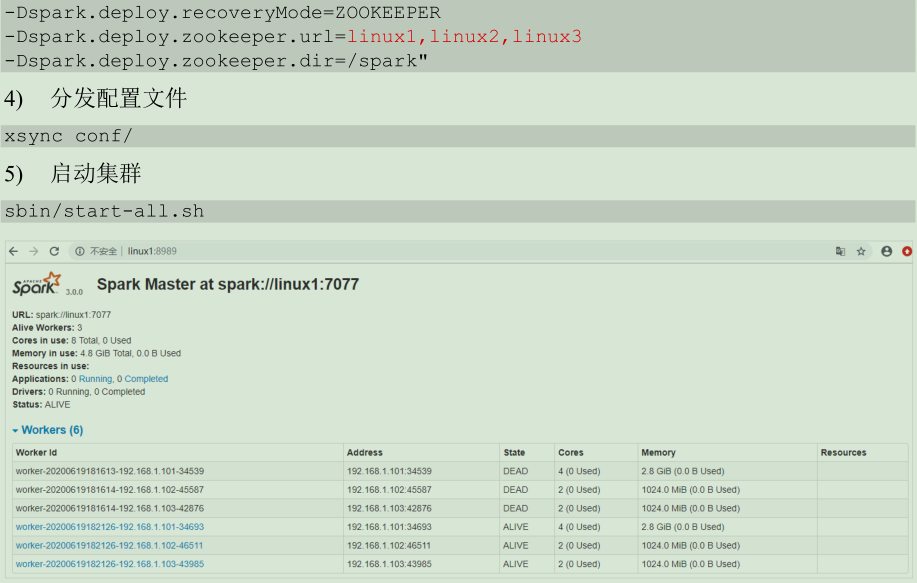 -Dspark.deploy.recoveryMode=ZOOKEEPER
-Dspark.deploy.zookeeper.url=linux1,linux2,linux3
-Dspark.deploy.zookeeper.dir=/spark"
4) 分发配置文件
xsync conf/
5) 启动集群
sbin/start-all.sh
不安全 | linux1:8989
APACHE Spark 3.0.0 Spark Master at spark://linux1:7077
URL: spark://linux1:7077
Alive Workers: 3
Cores in use: 8 Total, 0 Used
Memory in use: 4.8 GiB Total, 0.0 B Used
Resources in use:
Applications: 0 Running, 0 Completed
Drivers: 0 Running, 0 Completed
Status: ALIVE
Workers (6)
Worker Id Address State Cores Memory Resources
worker-20200619181613-192.168.1.101-34539 192.168.1.101:34539 DEAD 4 (0 Used) 2.8 GiB (0.0 B Used)
worker-20200619181614-192.168.1.102-45587 192.168.1.102:45587 DEAD 2 (0 Used) 1024.0 MiB (0.0 B Used)
worker-20200619181614-192.168.1.103-42876 192.168.1.103:42876 DEAD 2 (0 Used) 1024.0 MiB (0.0 B Used)
worker-20200619182126-192.168.1.101-34693 192.168.1.101:34693 ALIVE 4 (0 Used) 2.8 GiB (0.0 B Used)
worker-20200619182126-192.168.1.102-46511 192.168.1.102:46511 ALIVE 2 (0 Used) 1024.0 MiB (0.0 B Used)
worker-20200619182126-192.168.1.103-43985 192.168.1.103:43985 ALIVE 2 (0 Used) 1024.0 MiB (0.0 B Used)